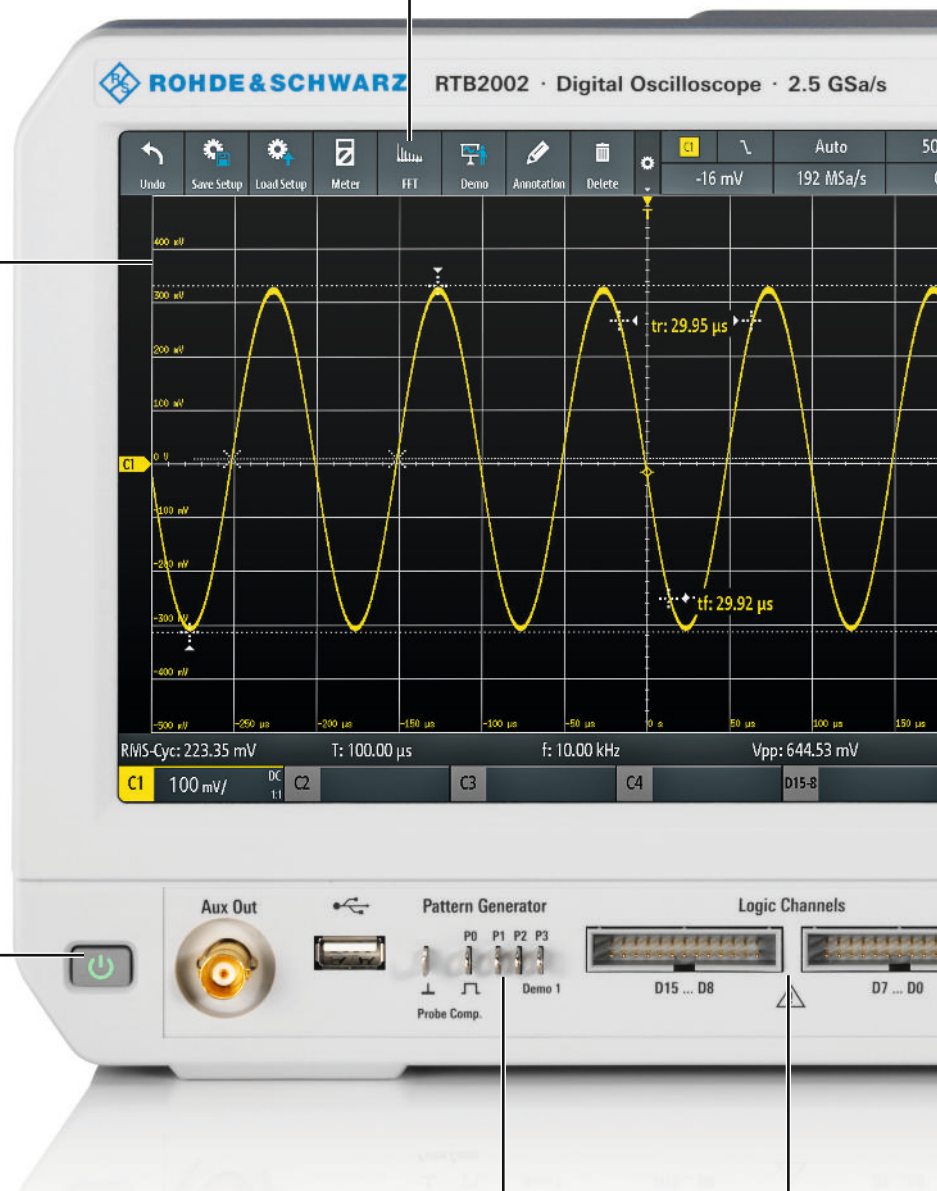 ROHDE & SCHWARZ RTB2002 · Digital Oscilloscope · 2.5 GSa/s
C1 Auto 50
Undo Save Setup Load Setup Meter FFT Demo Annotation Delete -16 mV 192 MSa/s
T
400 mV
300 mV
tr: 29.95 µs
200 mV
100 mV
C1 0 V
-100 mV
-200 mV
tf: 29.92 µs
-300 mV
-400 mV
-500 mV -250 µs -200 µs -150 µs -100 µs -50 µs 0 s 50 µs 100 µs 150 µs
RMS-Cyc: 223.35 mV T: 100.00 µs f: 10.00 kHz Vpp: 644.53 mV
C1 100 mV/ DC 1:1 C2 C3 C4 D15-8
Aux Out Pattern Generator Logic Channels
P0 P1 P2 P3
Demo 1 D15 ... D8 D7 ... D0
Probe Comp.